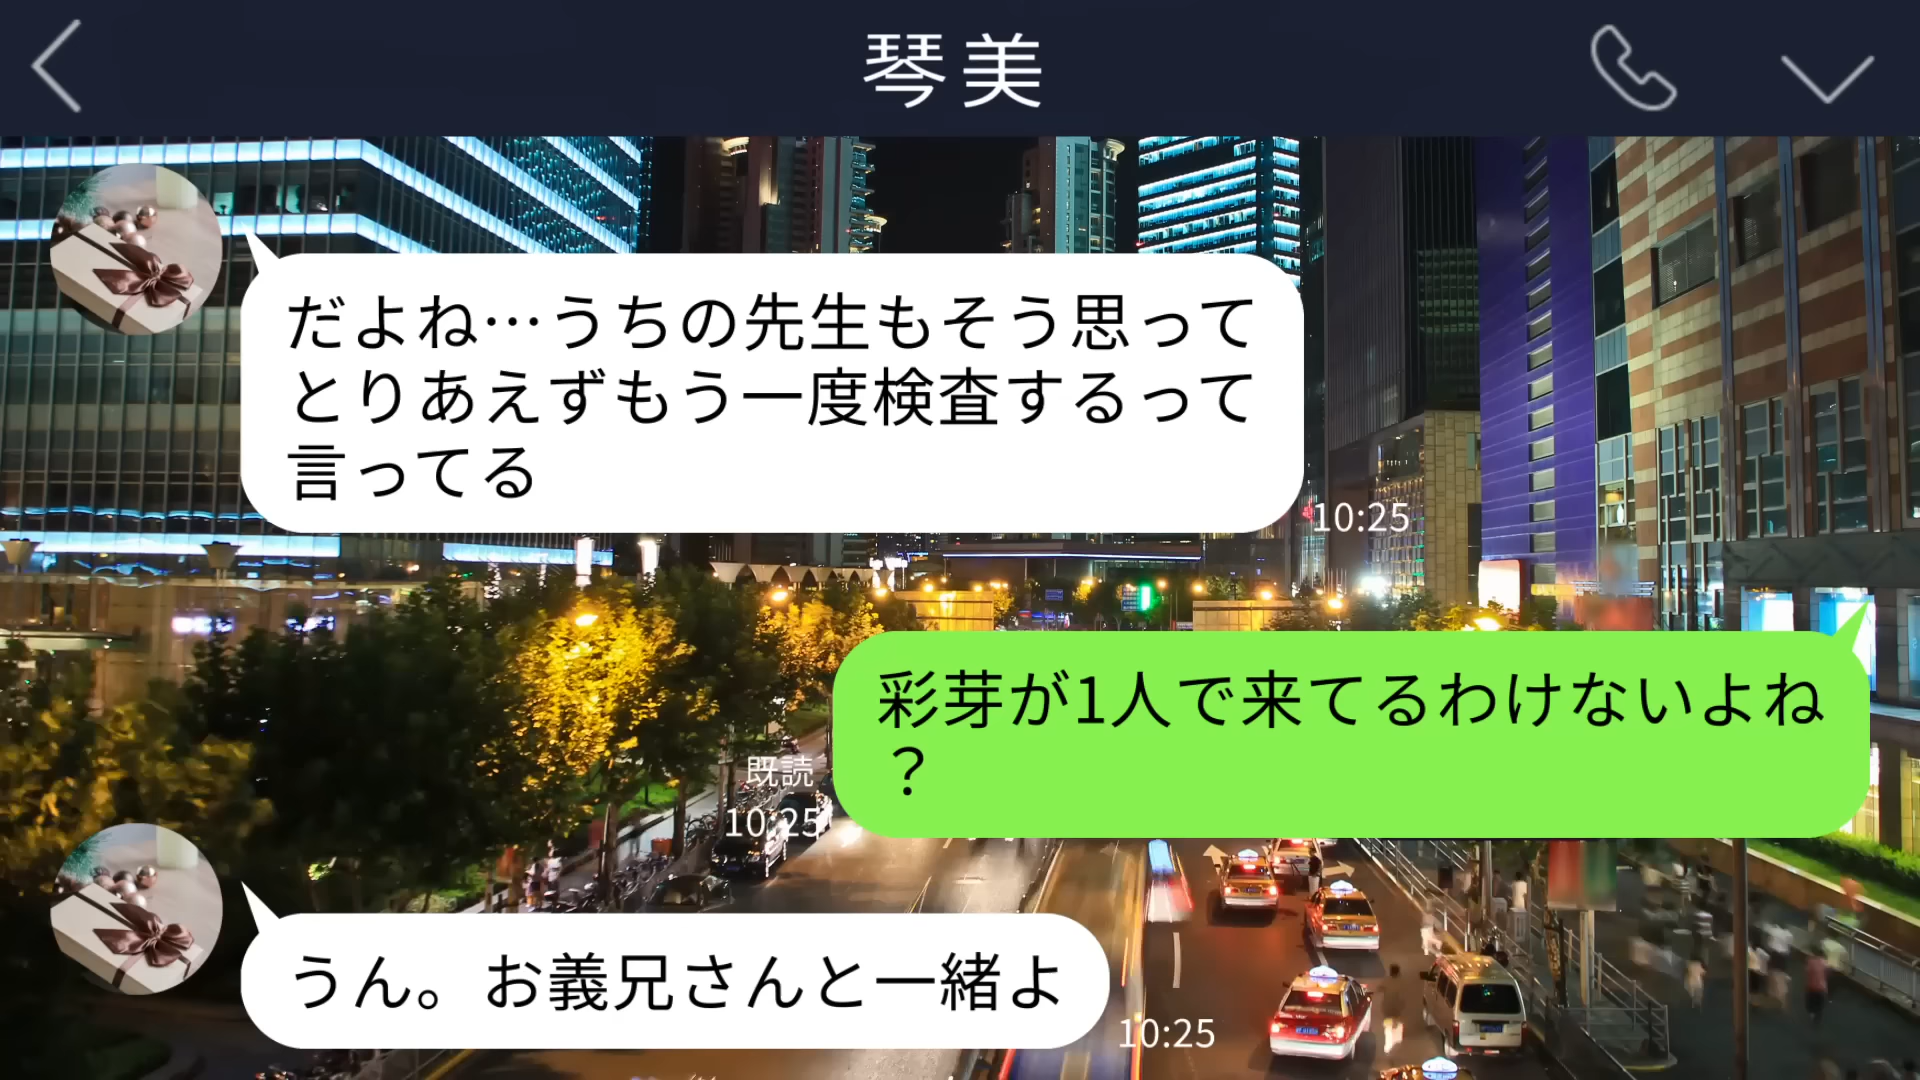 琴美
だよね…うちの先生もそう思って
とりあえずもう一度検査するって
言ってる
10:25
彩芽が1人で来てるわけないよね
？
既読
10:25
うん。お義兄さんと一緒よ
10:25